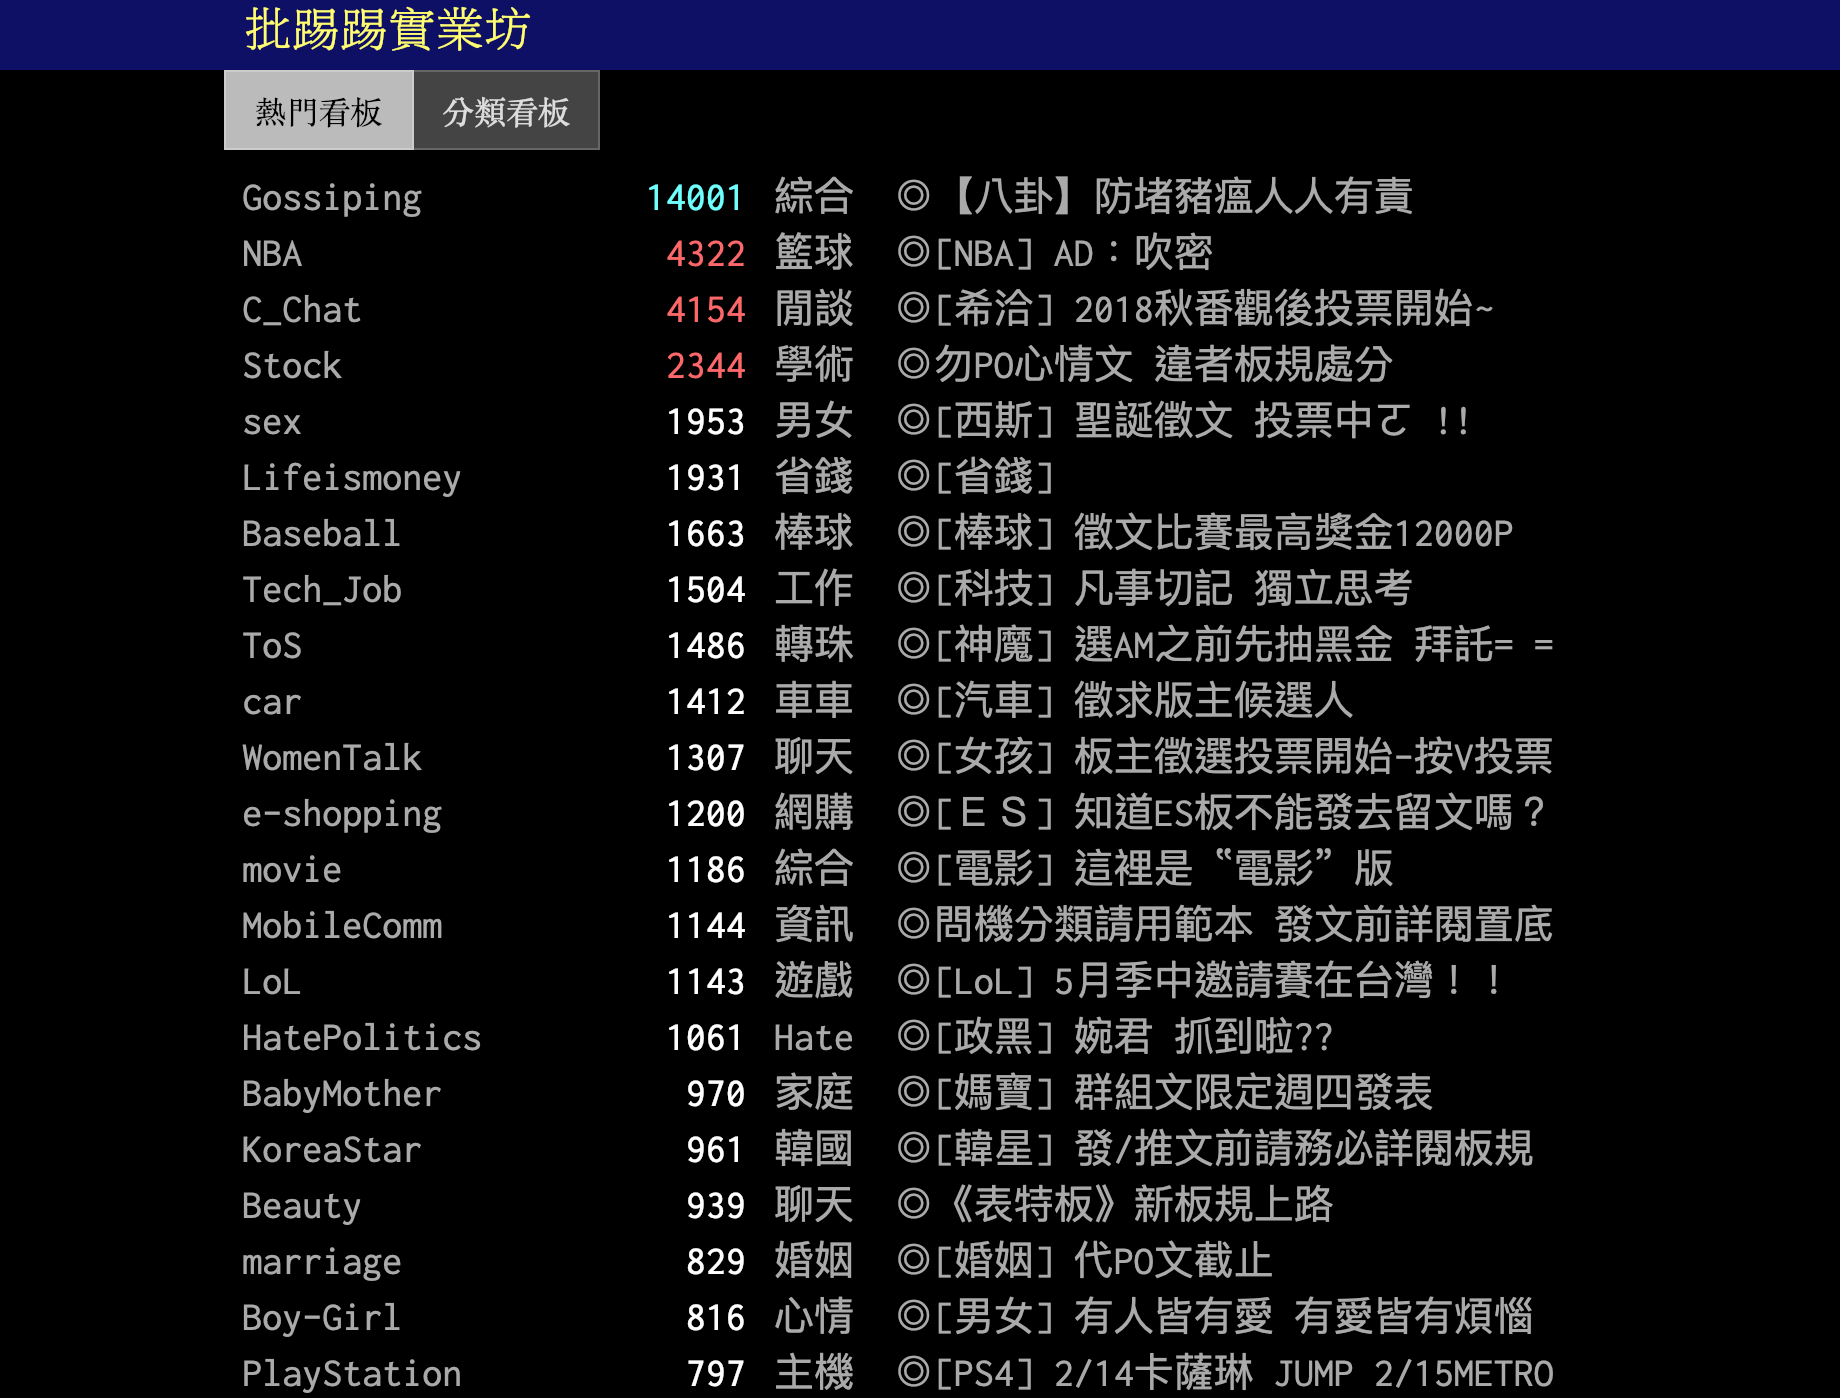 批踢踢實業坊
熱門看板 分類看板
Gossiping 14001 綜合 ◎【八卦】防堵豬瘟人人有責
NBA 4322 籃球 ◎[NBA] AD：吹密
C_Chat 4154 閒談 ◎[希洽] 2018秋番觀後投票開始~
Stock 2344 學術 ◎勿PO心情文 違者板規處分
sex 1953 男女 ◎[西斯] 聖誕徵文 投票中ㄛ !!
Lifeismoney 1931 省錢 ◎[省錢]
Baseball 1663 棒球 ◎[棒球] 徵文比賽最高獎金12000P
Tech_Job 1504 工作 ◎[科技] 凡事切記 獨立思考
ToS 1486 轉珠 ◎[神魔] 選AM之前先抽黑金 拜託= =
car 1412 車車 ◎[汽車] 徵求版主候選人
WomenTalk 1307 聊天 ◎[女孩] 板主徵選投票開始-按V投票
e-shopping 1200 網購 ◎[ＥＳ] 知道ES板不能發去留文嗎？
movie 1186 綜合 ◎[電影] 這裡是〝電影〞版
MobileComm 1144 資訊 ◎問機分類請用範本 發文前詳閱置底
LoL 1143 遊戲 ◎[LoL] 5月季中邀請賽在台灣！！
HatePolitics 1061 Hate ◎[政黑] 婉君 抓到啦??
BabyMother 970 家庭 ◎[媽寶] 群組文限定週四發表
KoreaStar 961 韓國 ◎[韓星] 發/推文前請務必詳閱板規
Beauty 939 聊天 ◎《表特板》新板規上路
marriage 829 婚姻 ◎[婚姻] 代PO文截止
Boy-Girl 816 心情 ◎[男女] 有人皆有愛 有愛皆有煩惱
PlayStation 797 主機 ◎[PS4] 2/14卡薩琳 JUMP 2/15METRO